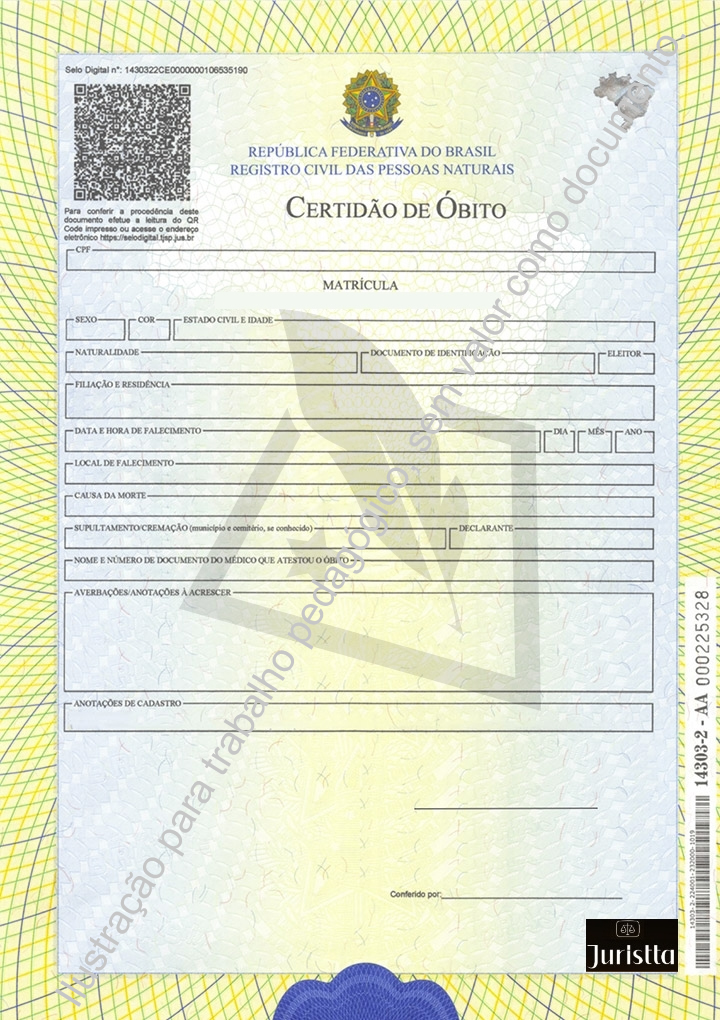 Selo Digital nº: 1430322CE0000000106535190
REPÚBLICA FEDERATIVA DO BRASIL
REGISTRO CIVIL DAS PESSOAS NATURAIS
CERTIDÃO DE ÓBITO
Para conferir a procedência deste
documento efetue a leitura do QR
Code impresso ou acesse o endereço
eletrônico https://selodigital.tjsp.jus.br
CPF
MATRÍCULA
SEXO COR ESTADO CIVIL E IDADE
NATURALIDADE DOCUMENTO DE IDENTIFICAÇÃO ELEITOR
FILIAÇÃO E RESIDÊNCIA
DATA E HORA DE FALECIMENTO DIA MÊS ANO
LOCAL DE FALECIMENTO
CAUSA DA MORTE
SUPULTAMENTO/CREMAÇÃO (município e cemitério, se conhecido) DECLARANTE
NOME E NÚMERO DE DOCUMENTO DO MÉDICO QUE ATESTOU O ÓBITO
AVERBAÇÕES/ANOTAÇÕES À ACRESCER
ANOTAÇÕES DE CADASTRO
Conferido por:
Ilustração para trabalho pedagógico, sem valor como documento.
14303-2 - AA 000225328
14303-2-224001-232000-1019
Juristta